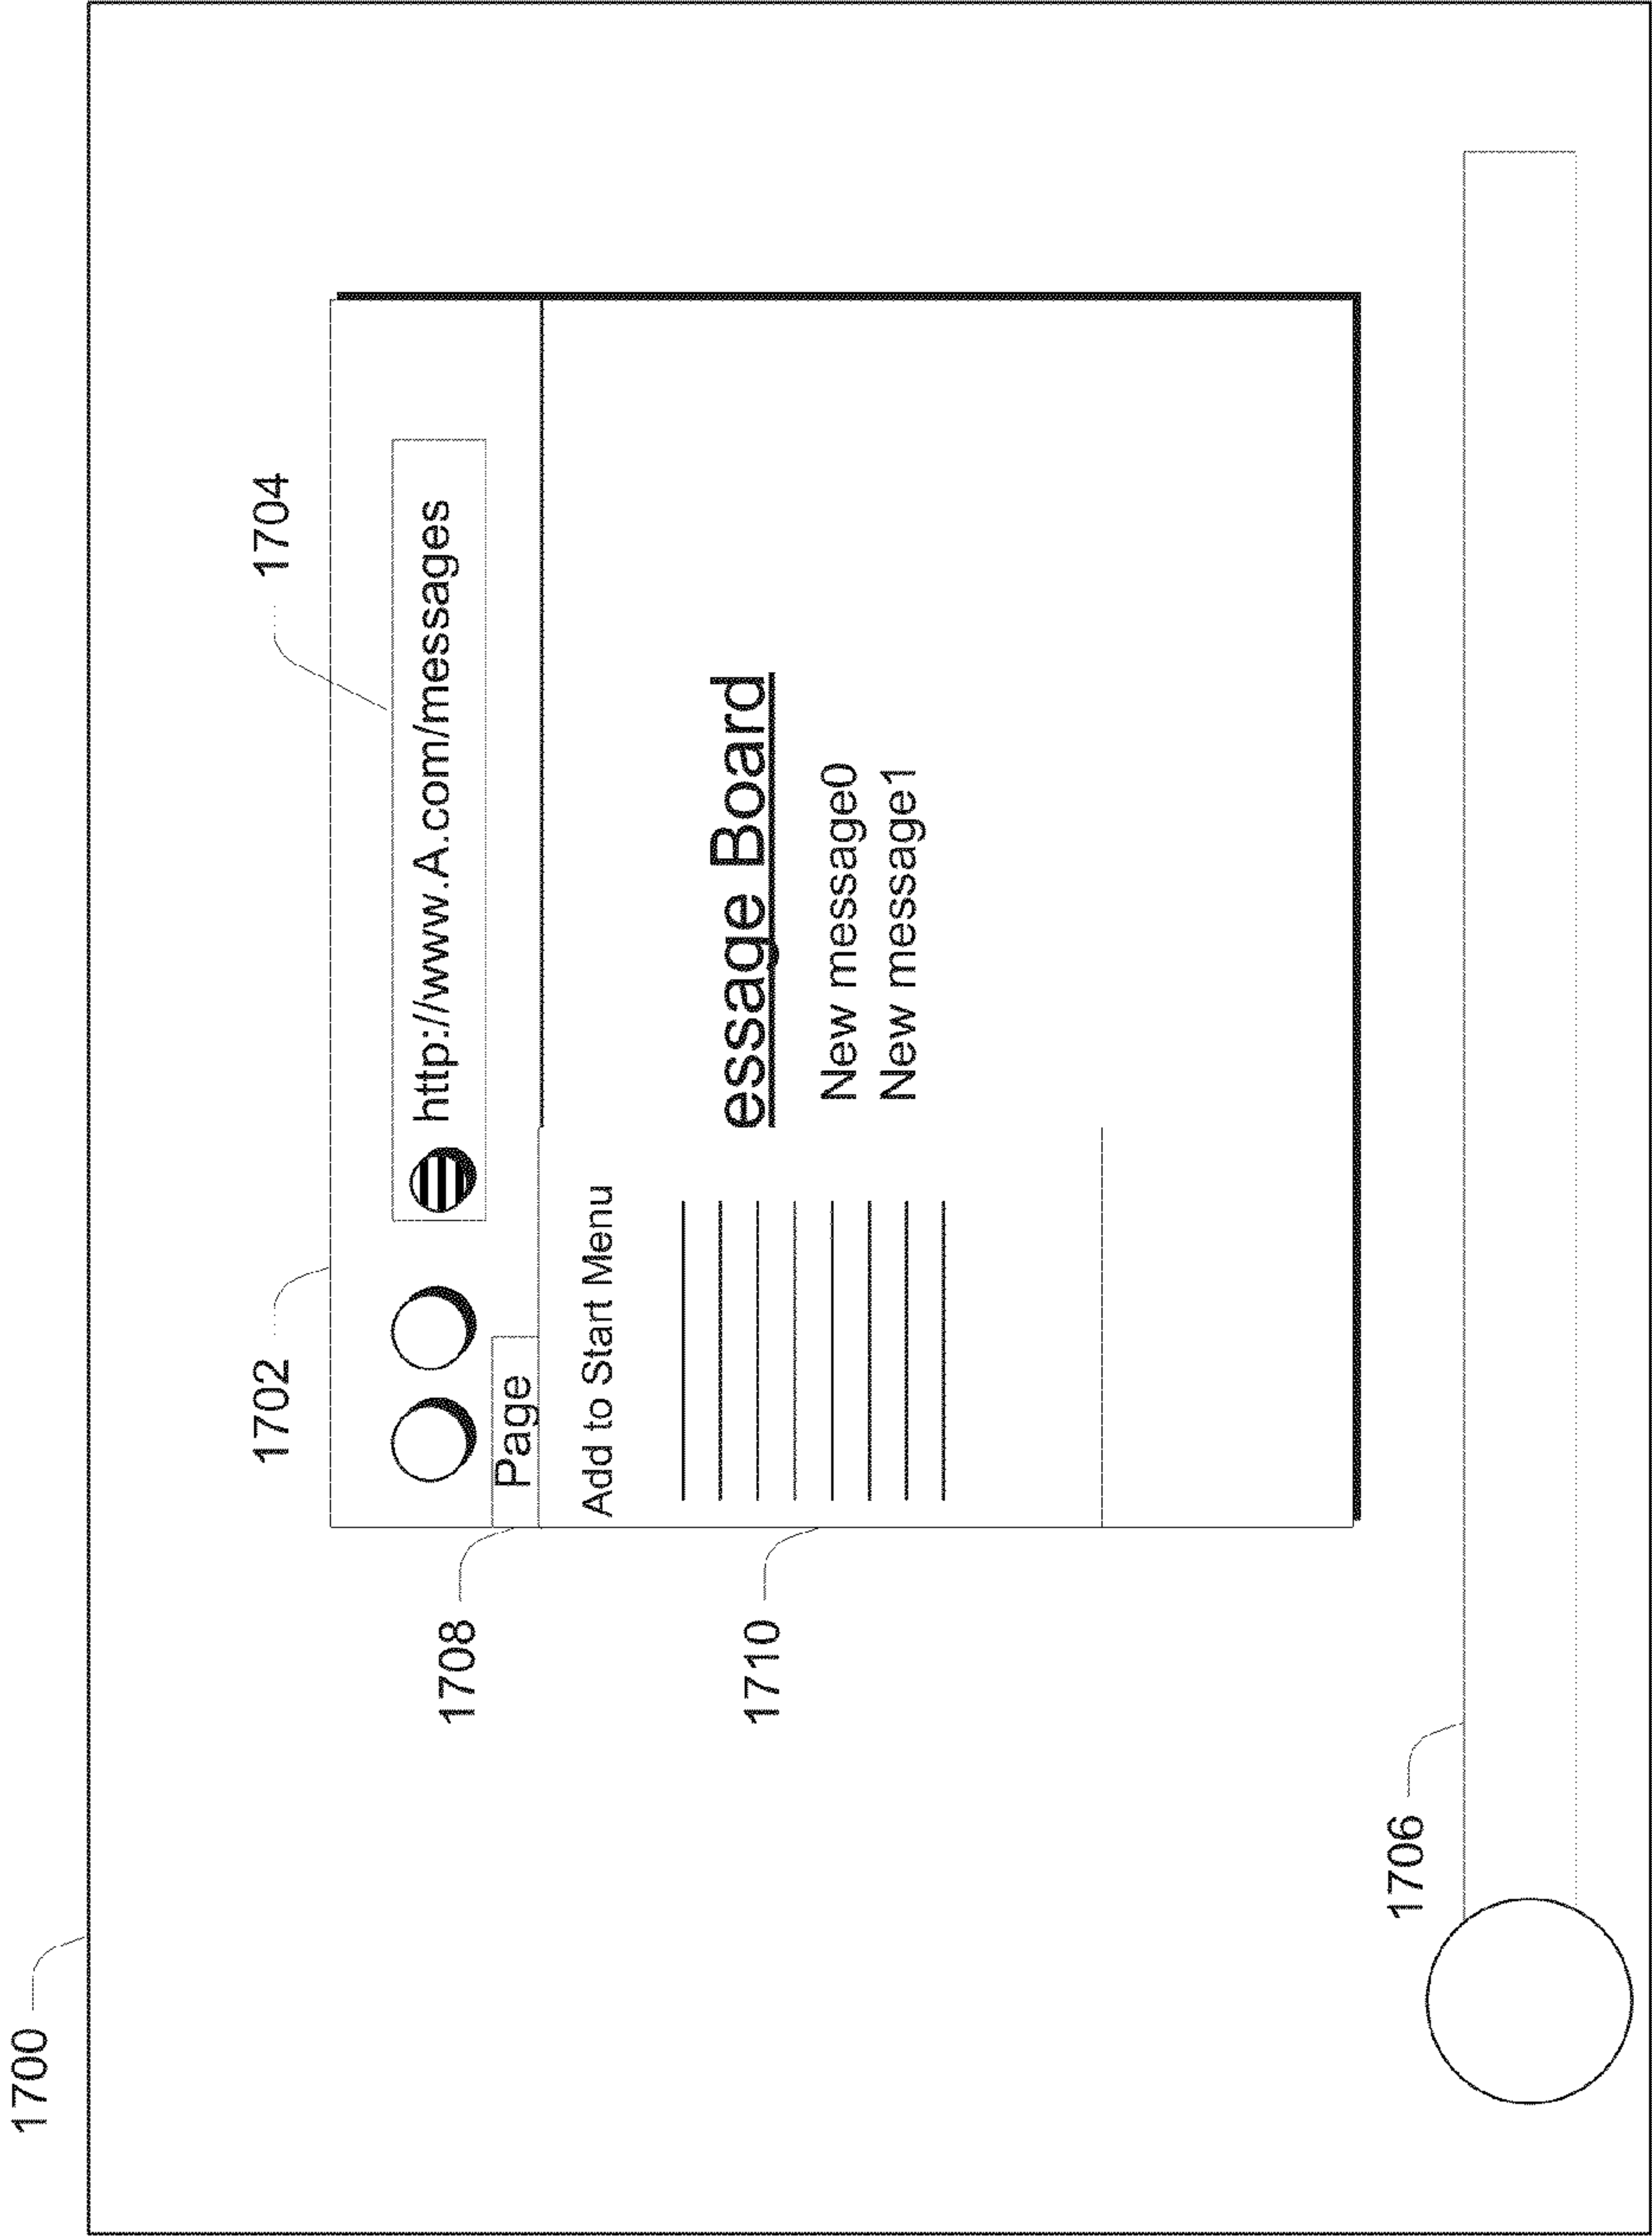 1700
1702
1704
http://www.A.com/messages
1708
Page
Add to Start Menu
essage Board
1710
New message0
New message1
1706